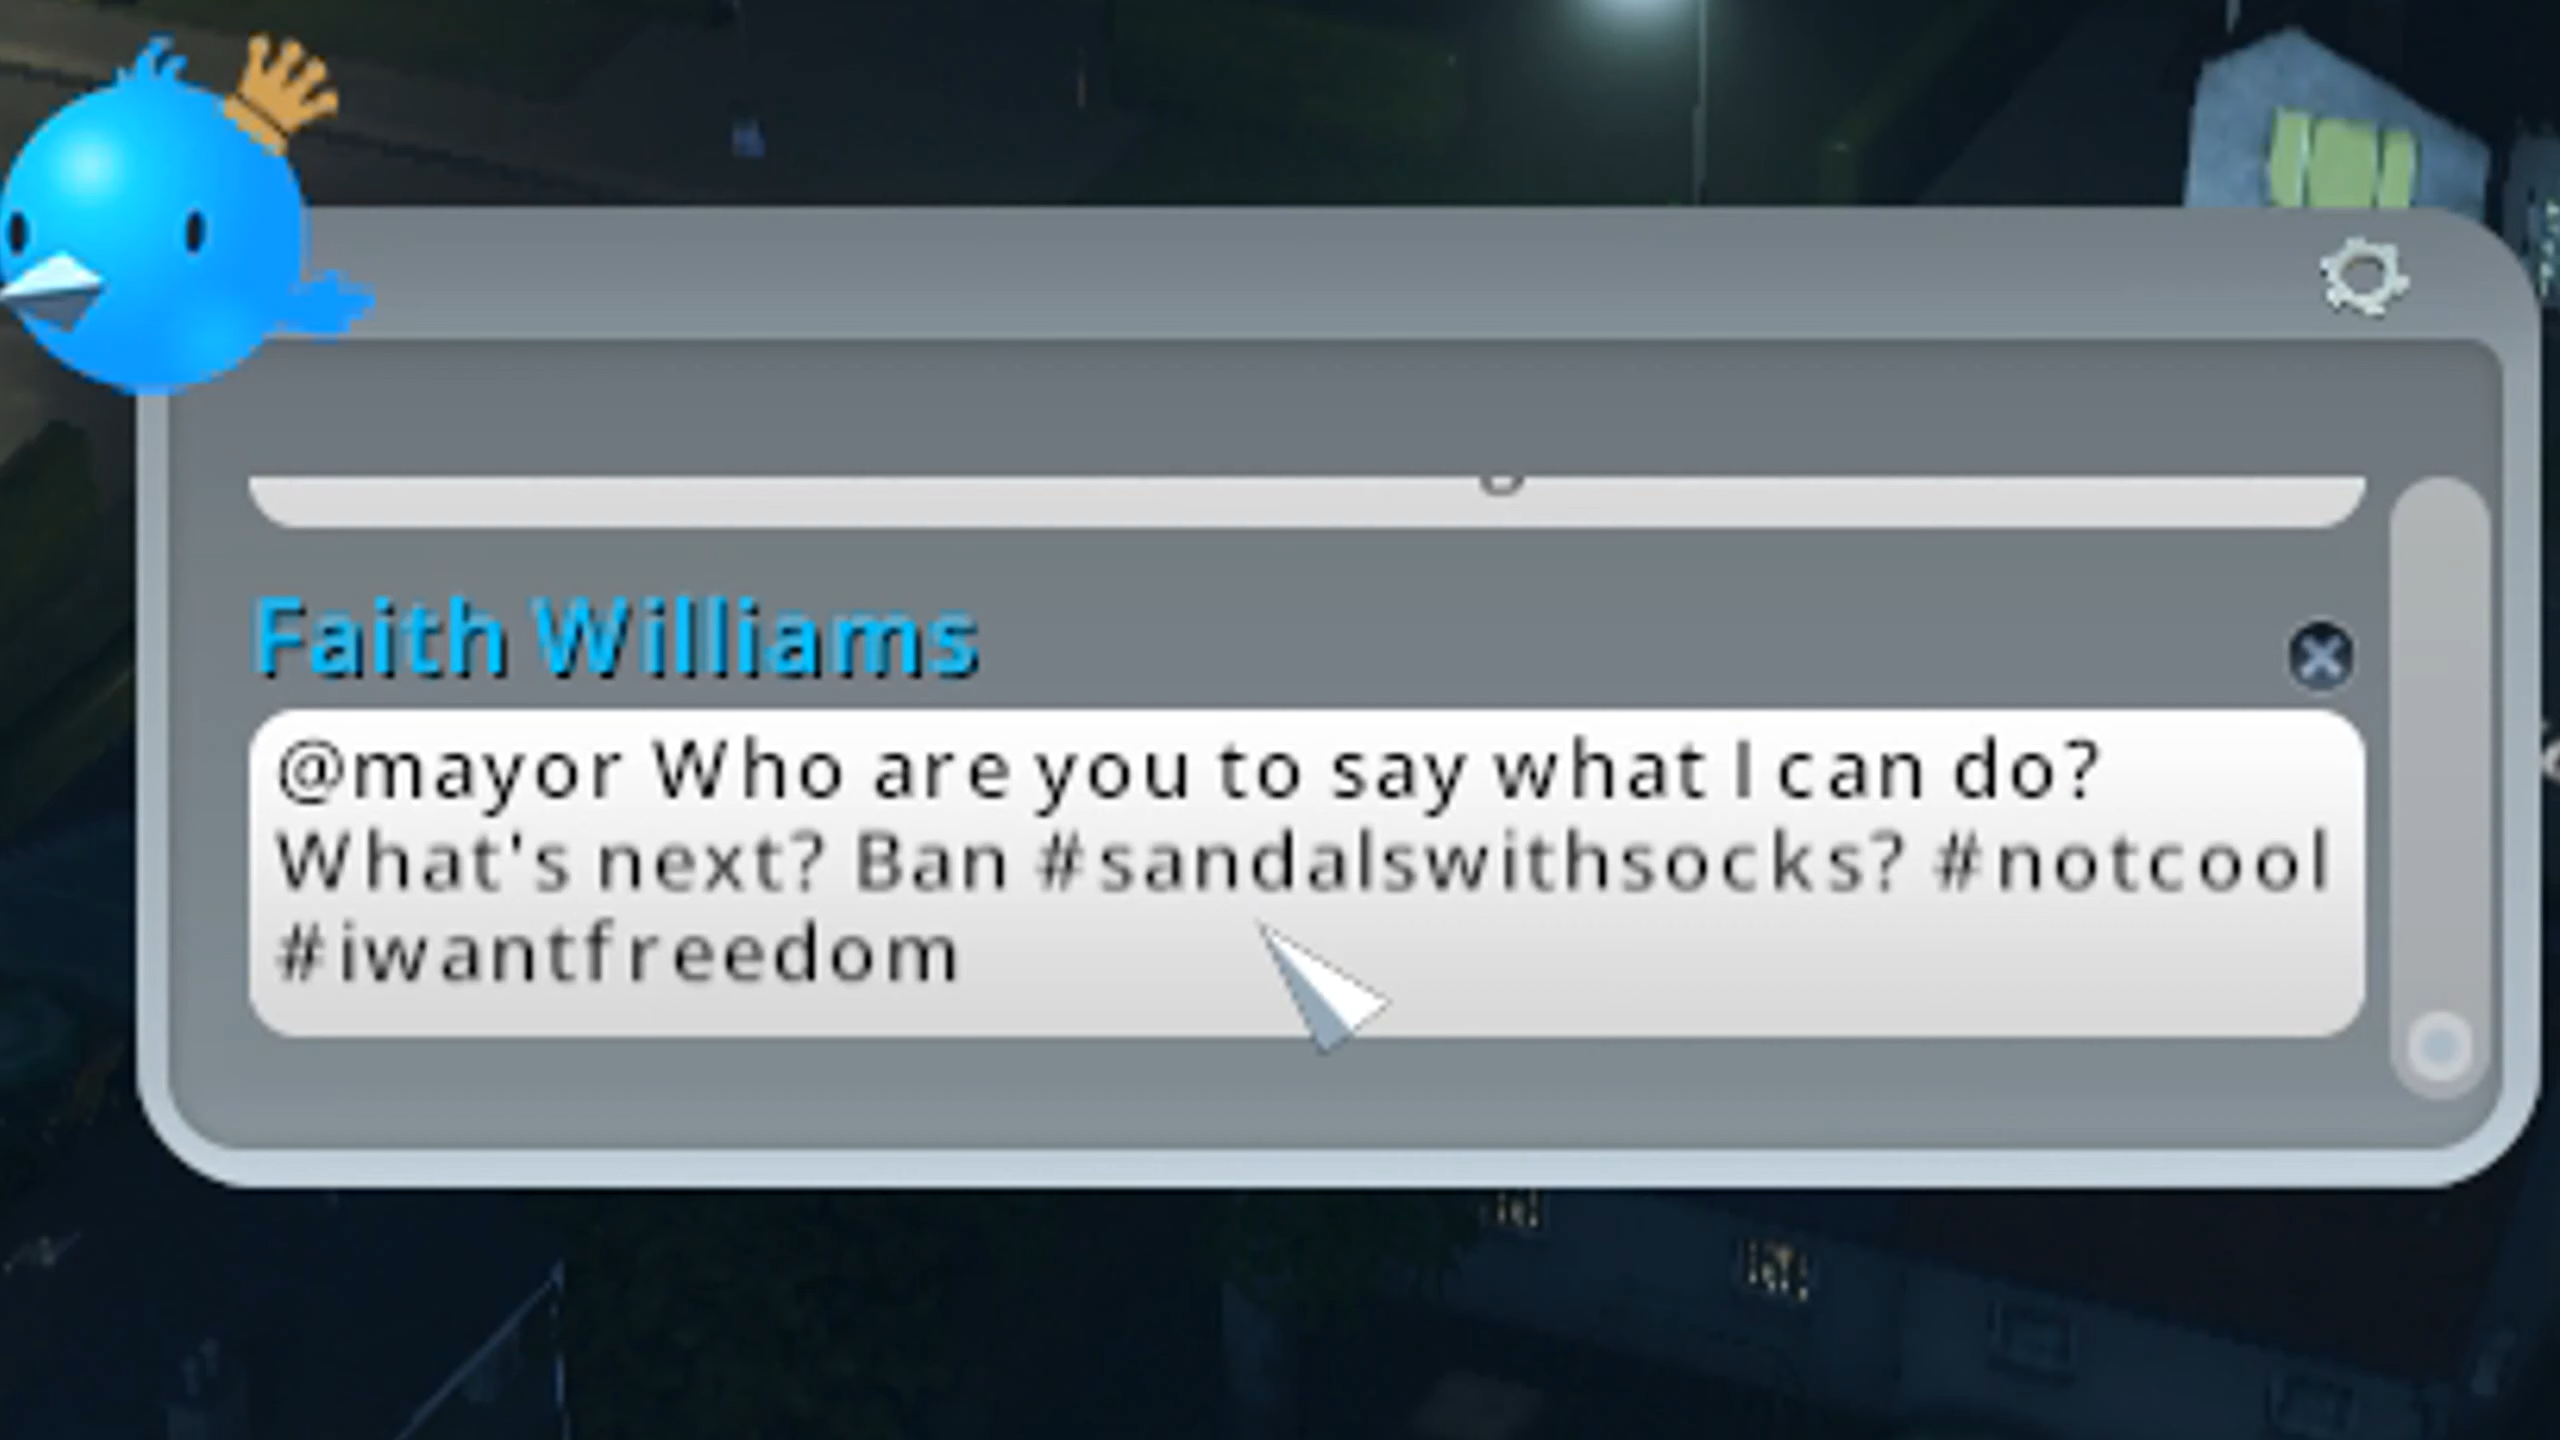 Faith Williams
@mayor Who are you to say what I can do?
What's next? Ban #sandalswithsocks? #notcool
#iwantfreedom